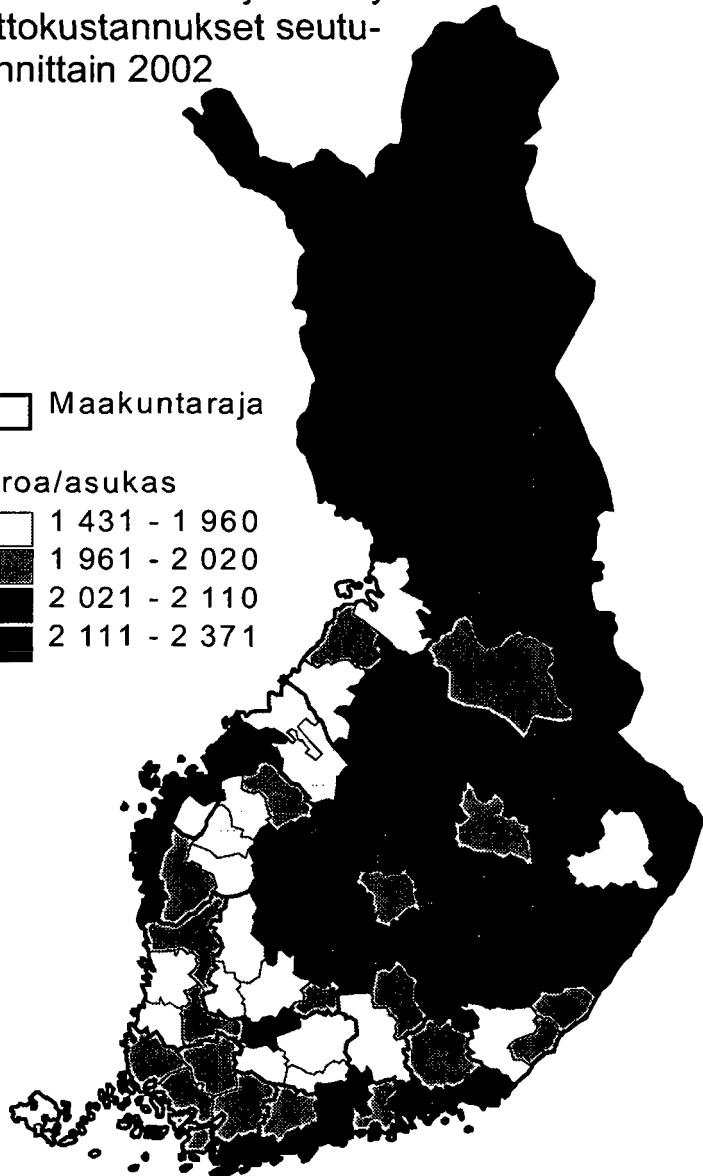 ttokustannukset seutu-
nnittain 2002
Maakuntaraja
roa/asukas
1 431 - 1 960
1 961 - 2 020
2 021 - 2 110
2 111 - 2 371